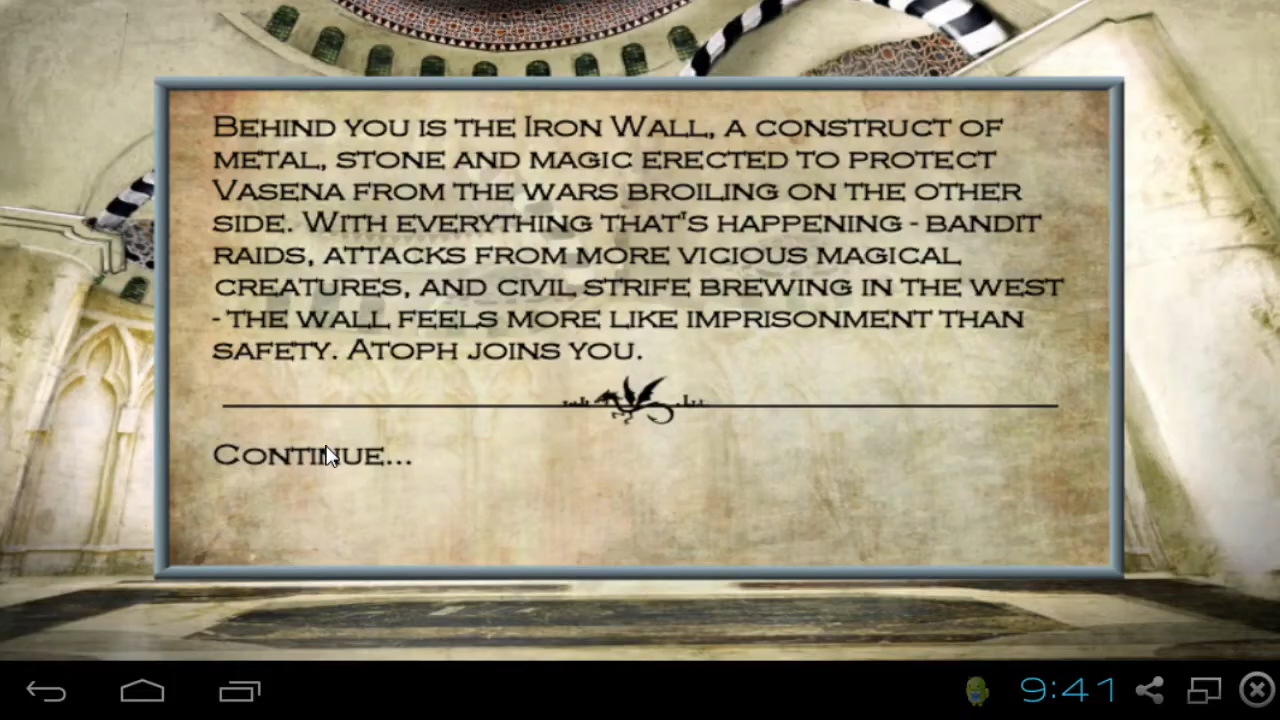 Behind you is the Iron Wall, a construct of
metal, stone and magic erected to protect
Vasena from the wars broiling on the other
side. With everything that's happening - bandit
raids, attacks from more vicious magical
creatures, and civil strife brewing in the west
- the wall feels more like imprisonment than
safety. Atoph joins you.
Continue...
9:41